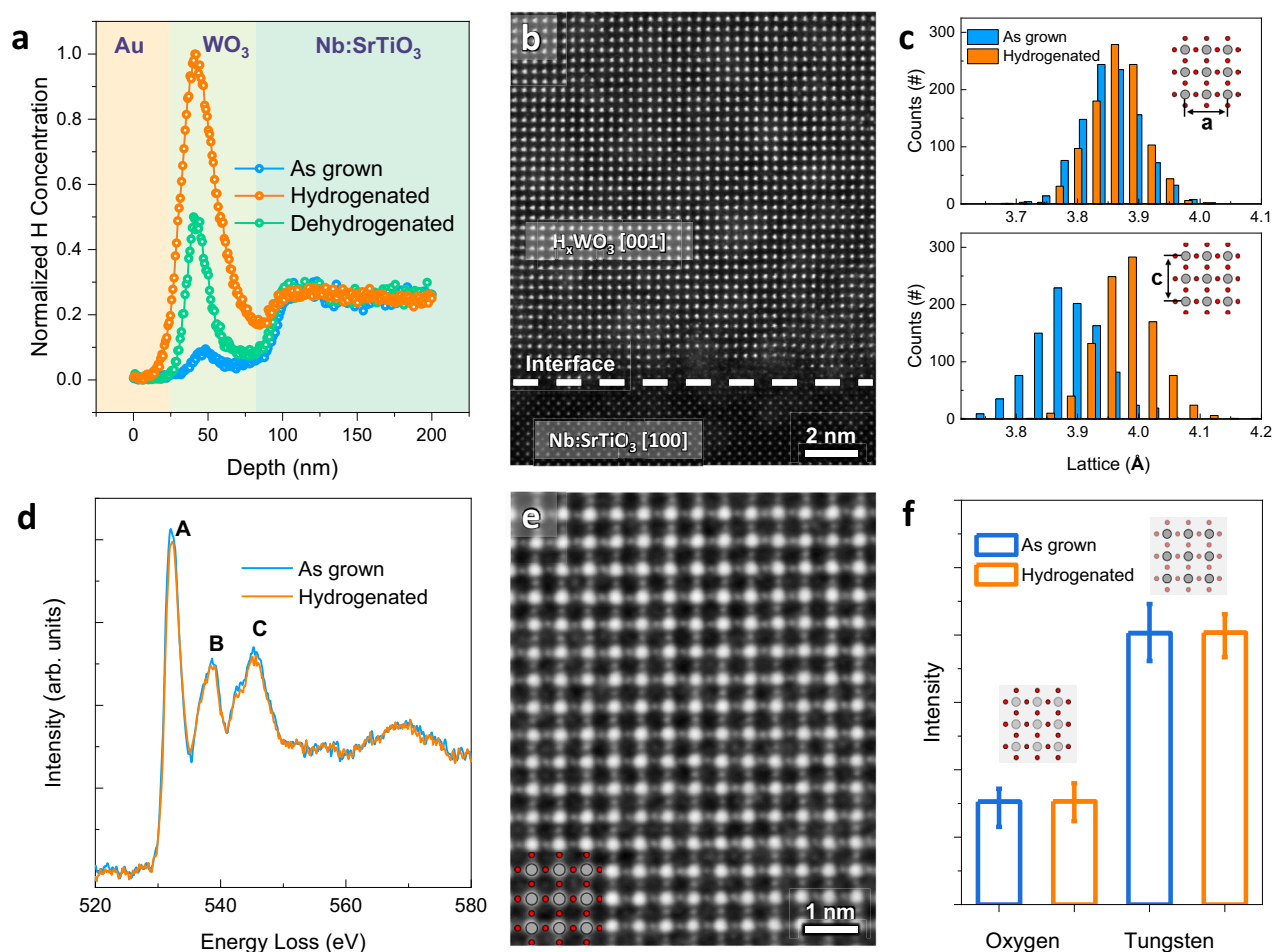 a
Au
WO₃
Nb:SrTiO₃
As grown
Hydrogenated
Dehydrogenated
Normalized H Concentration
1.0
0.8
0.6
0.4
0.2
0.0
0
50
100
150
200
Depth (nm)
b
HₓWO₃ [001]
Interface
Nb:SrTiO₃ [100]
2 nm
c
As grown
Hydrogenated
a
Counts (#)
300
200
100
0
3.7
3.8
3.9
4.0
4.1
c
Counts (#)
300
200
100
0
3.8
3.9
4.0
4.1
4.2
Lattice (Å)
d
A
B
C
As grown
Hydrogenated
Intensity (arb. units)
520
540
560
580
Energy Loss (eV)
e
1 nm
f
As grown
Hydrogenated
Intensity
Oxygen
Tungsten